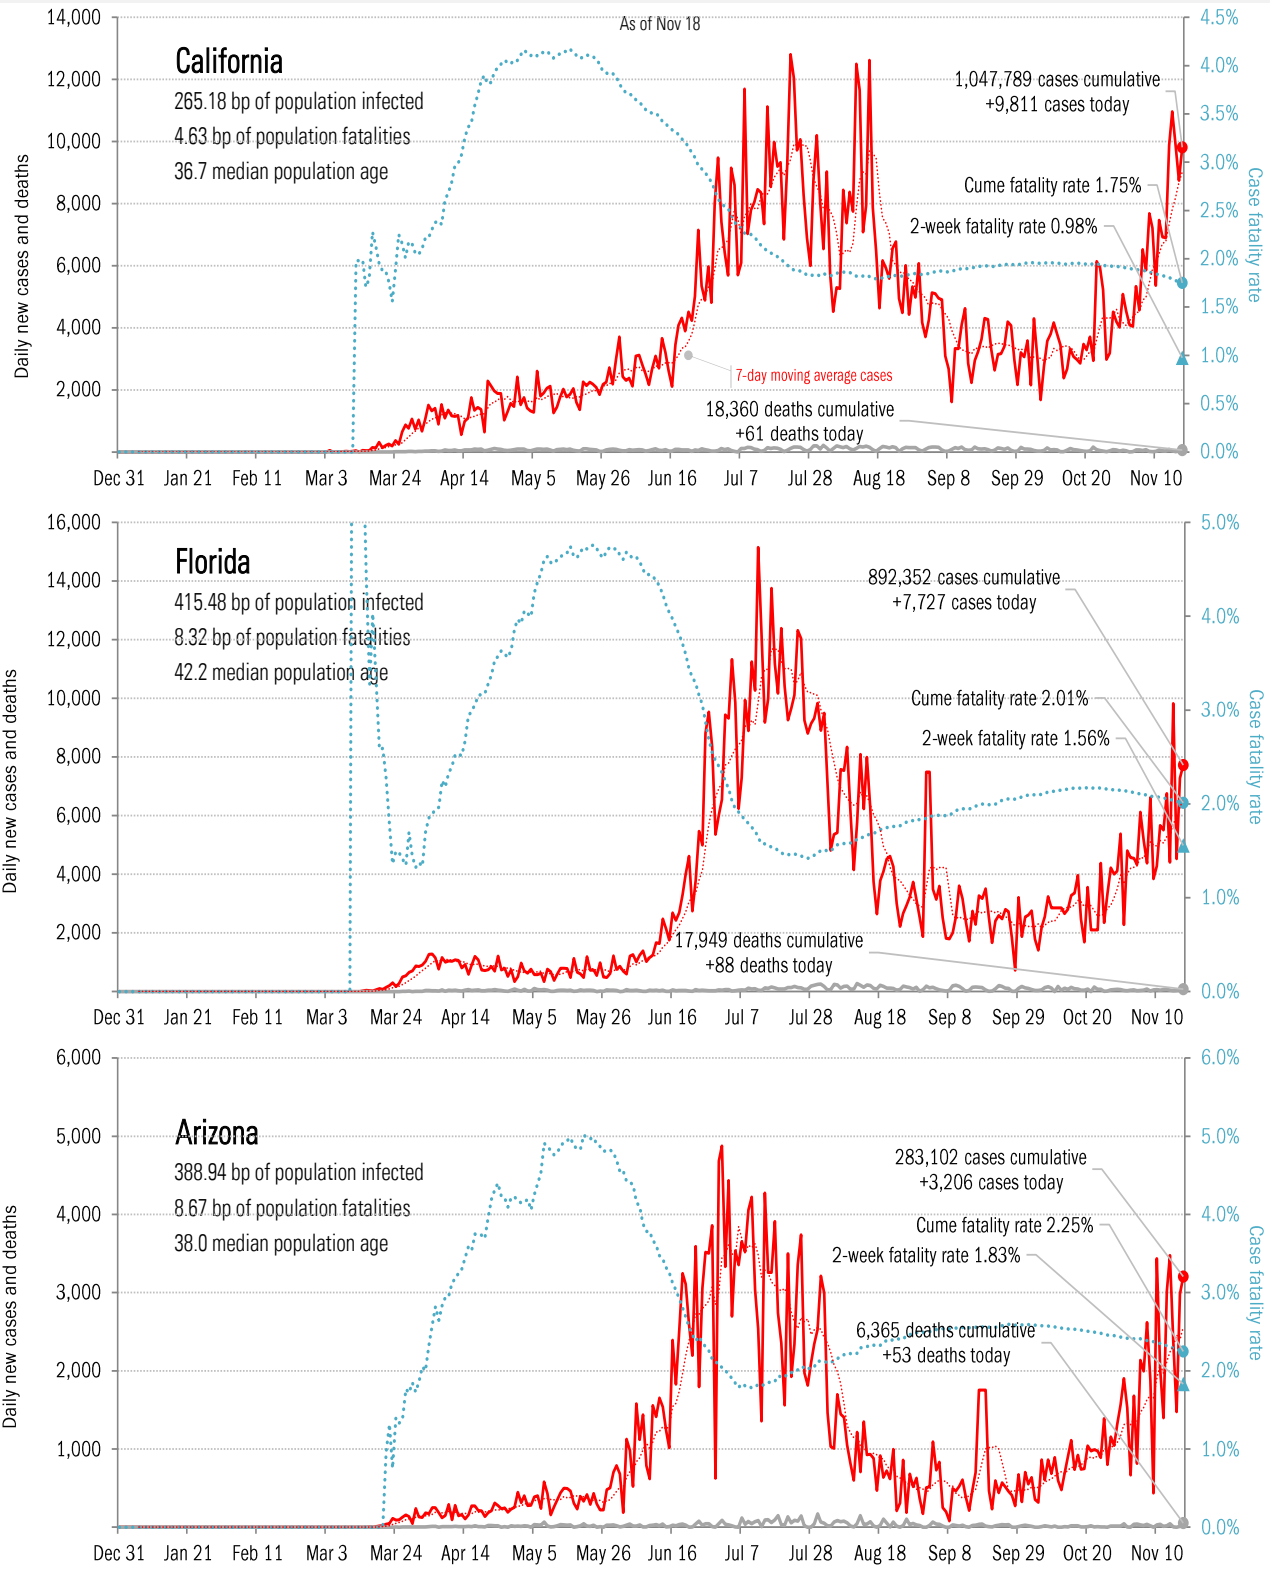 As of Nov 18
California
265.18 bp of population infected
4.63 bp of population fatalities
36.7 median population age
1,047,789 cases cumulative
+9,811 cases today
Cume fatality rate 1.75%
2-week fatality rate 0.98%
7-day moving average cases
18,360 deaths cumulative
+61 deaths today
Daily new cases and deaths
14,000
12,000
10,000
8,000
6,000
4,000
2,000
Case fatality rate
4.5%
4.0%
3.5%
3.0%
2.5%
2.0%
1.5%
1.0%
0.5%
0.0%
Dec 31 Jan 21 Feb 11 Mar 3 Mar 24 Apr 14 May 5 May 26 Jun 16 Jul 7 Jul 28 Aug 18 Sep 8 Sep 29 Oct 20 Nov 10
Florida
415.48 bp of population infected
8.32 bp of population fatalities
42.2 median population age
892,352 cases cumulative
+7,727 cases today
Cume fatality rate 2.01%
2-week fatality rate 1.56%
17,949 deaths cumulative
+88 deaths today
Daily new cases and deaths
16,000
14,000
12,000
10,000
8,000
6,000
4,000
2,000
Case fatality rate
5.0%
4.0%
3.0%
2.0%
1.0%
0.0%
Dec 31 Jan 21 Feb 11 Mar 3 Mar 24 Apr 14 May 5 May 26 Jun 16 Jul 7 Jul 28 Aug 18 Sep 8 Sep 29 Oct 20 Nov 10
Arizona
388.94 bp of population infected
8.67 bp of population fatalities
38.0 median population age
283,102 cases cumulative
+3,206 cases today
Cume fatality rate 2.25%
2-week fatality rate 1.83%
6,365 deaths cumulative
+53 deaths today
Daily new cases and deaths
6,000
5,000
4,000
3,000
2,000
1,000
Case fatality rate
6.0%
5.0%
4.0%
3.0%
2.0%
1.0%
0.0%
Dec 31 Jan 21 Feb 11 Mar 3 Mar 24 Apr 14 May 5 May 26 Jun 16 Jul 7 Jul 28 Aug 18 Sep 8 Sep 29 Oct 20 Nov 10